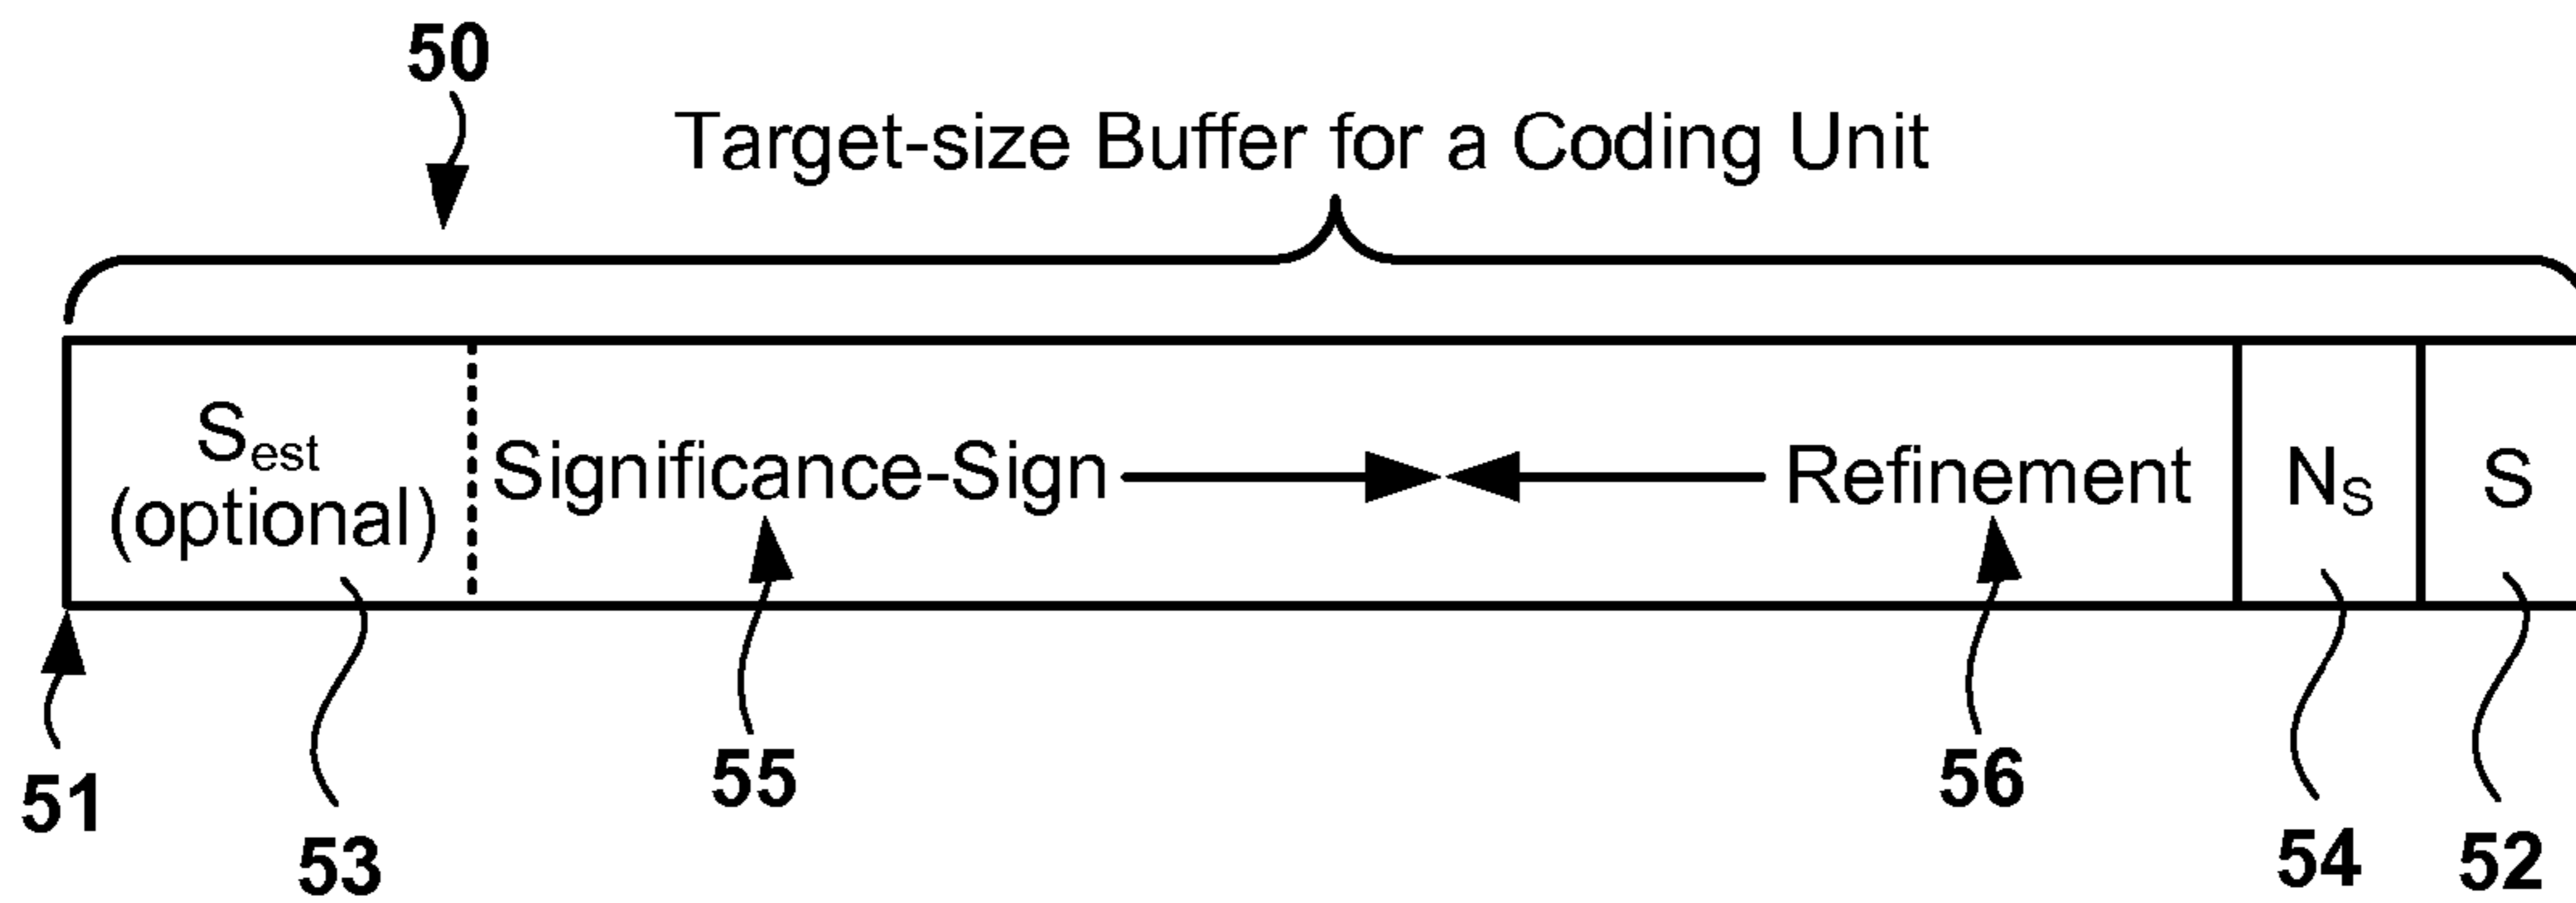 50
Target-size Buffer for a Coding Unit
Sest
(optional)
Significance-Sign
Refinement
NS
S
51
53
55
56
54
52